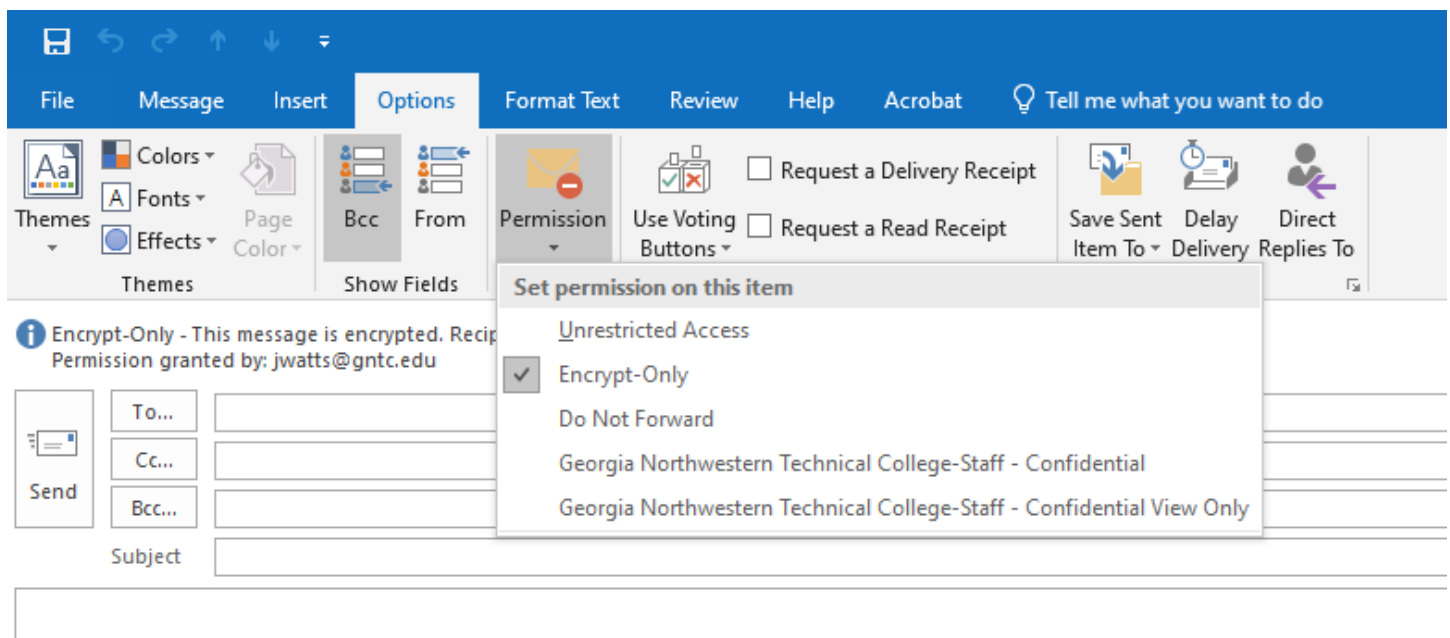 File Message Insert Options Format Text Review Help Acrobat Tell me what you want to do
Aa Colors
A Fonts
Effects
Themes
Page
Color
Bcc From
Permission
Use Voting
Buttons
Request a Delivery Receipt
Request a Read Receipt
Save Sent
Item To
Delay
Delivery
Direct
Replies To
Themes Show Fields
Set permission on this item
Unrestricted Access
Encrypt-Only
Do Not Forward
Georgia Northwestern Technical College-Staff - Confidential
Georgia Northwestern Technical College-Staff - Confidential View Only
Encrypt-Only - This message is encrypted. Recip
Permission granted by: jwatts@gntc.edu
Send
To...
Cc...
Bcc...
Subject